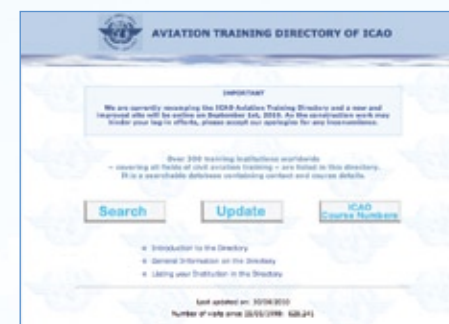 AVIATION TRAINING DIRECTORY OF ICAO
IMPORTANT
We are currently revamping the ICAO Aviation Training Directory and a new and
improved site will be online on September 1st, 2010. As the construction work may
hinder your log-in efforts, please accept our apologies for any inconvenience.
Over 300 training institutions worldwide
– covering all fields of civil aviation training – are listed in this directory.
It is a searchable database containing contact and course details.
Search
Update
ICAO
Course Numbers
Introduction to the Directory
General Information on the Directory
Listing your Institution in the Directory
Last updated on: 30/04/2010
Number of visits since